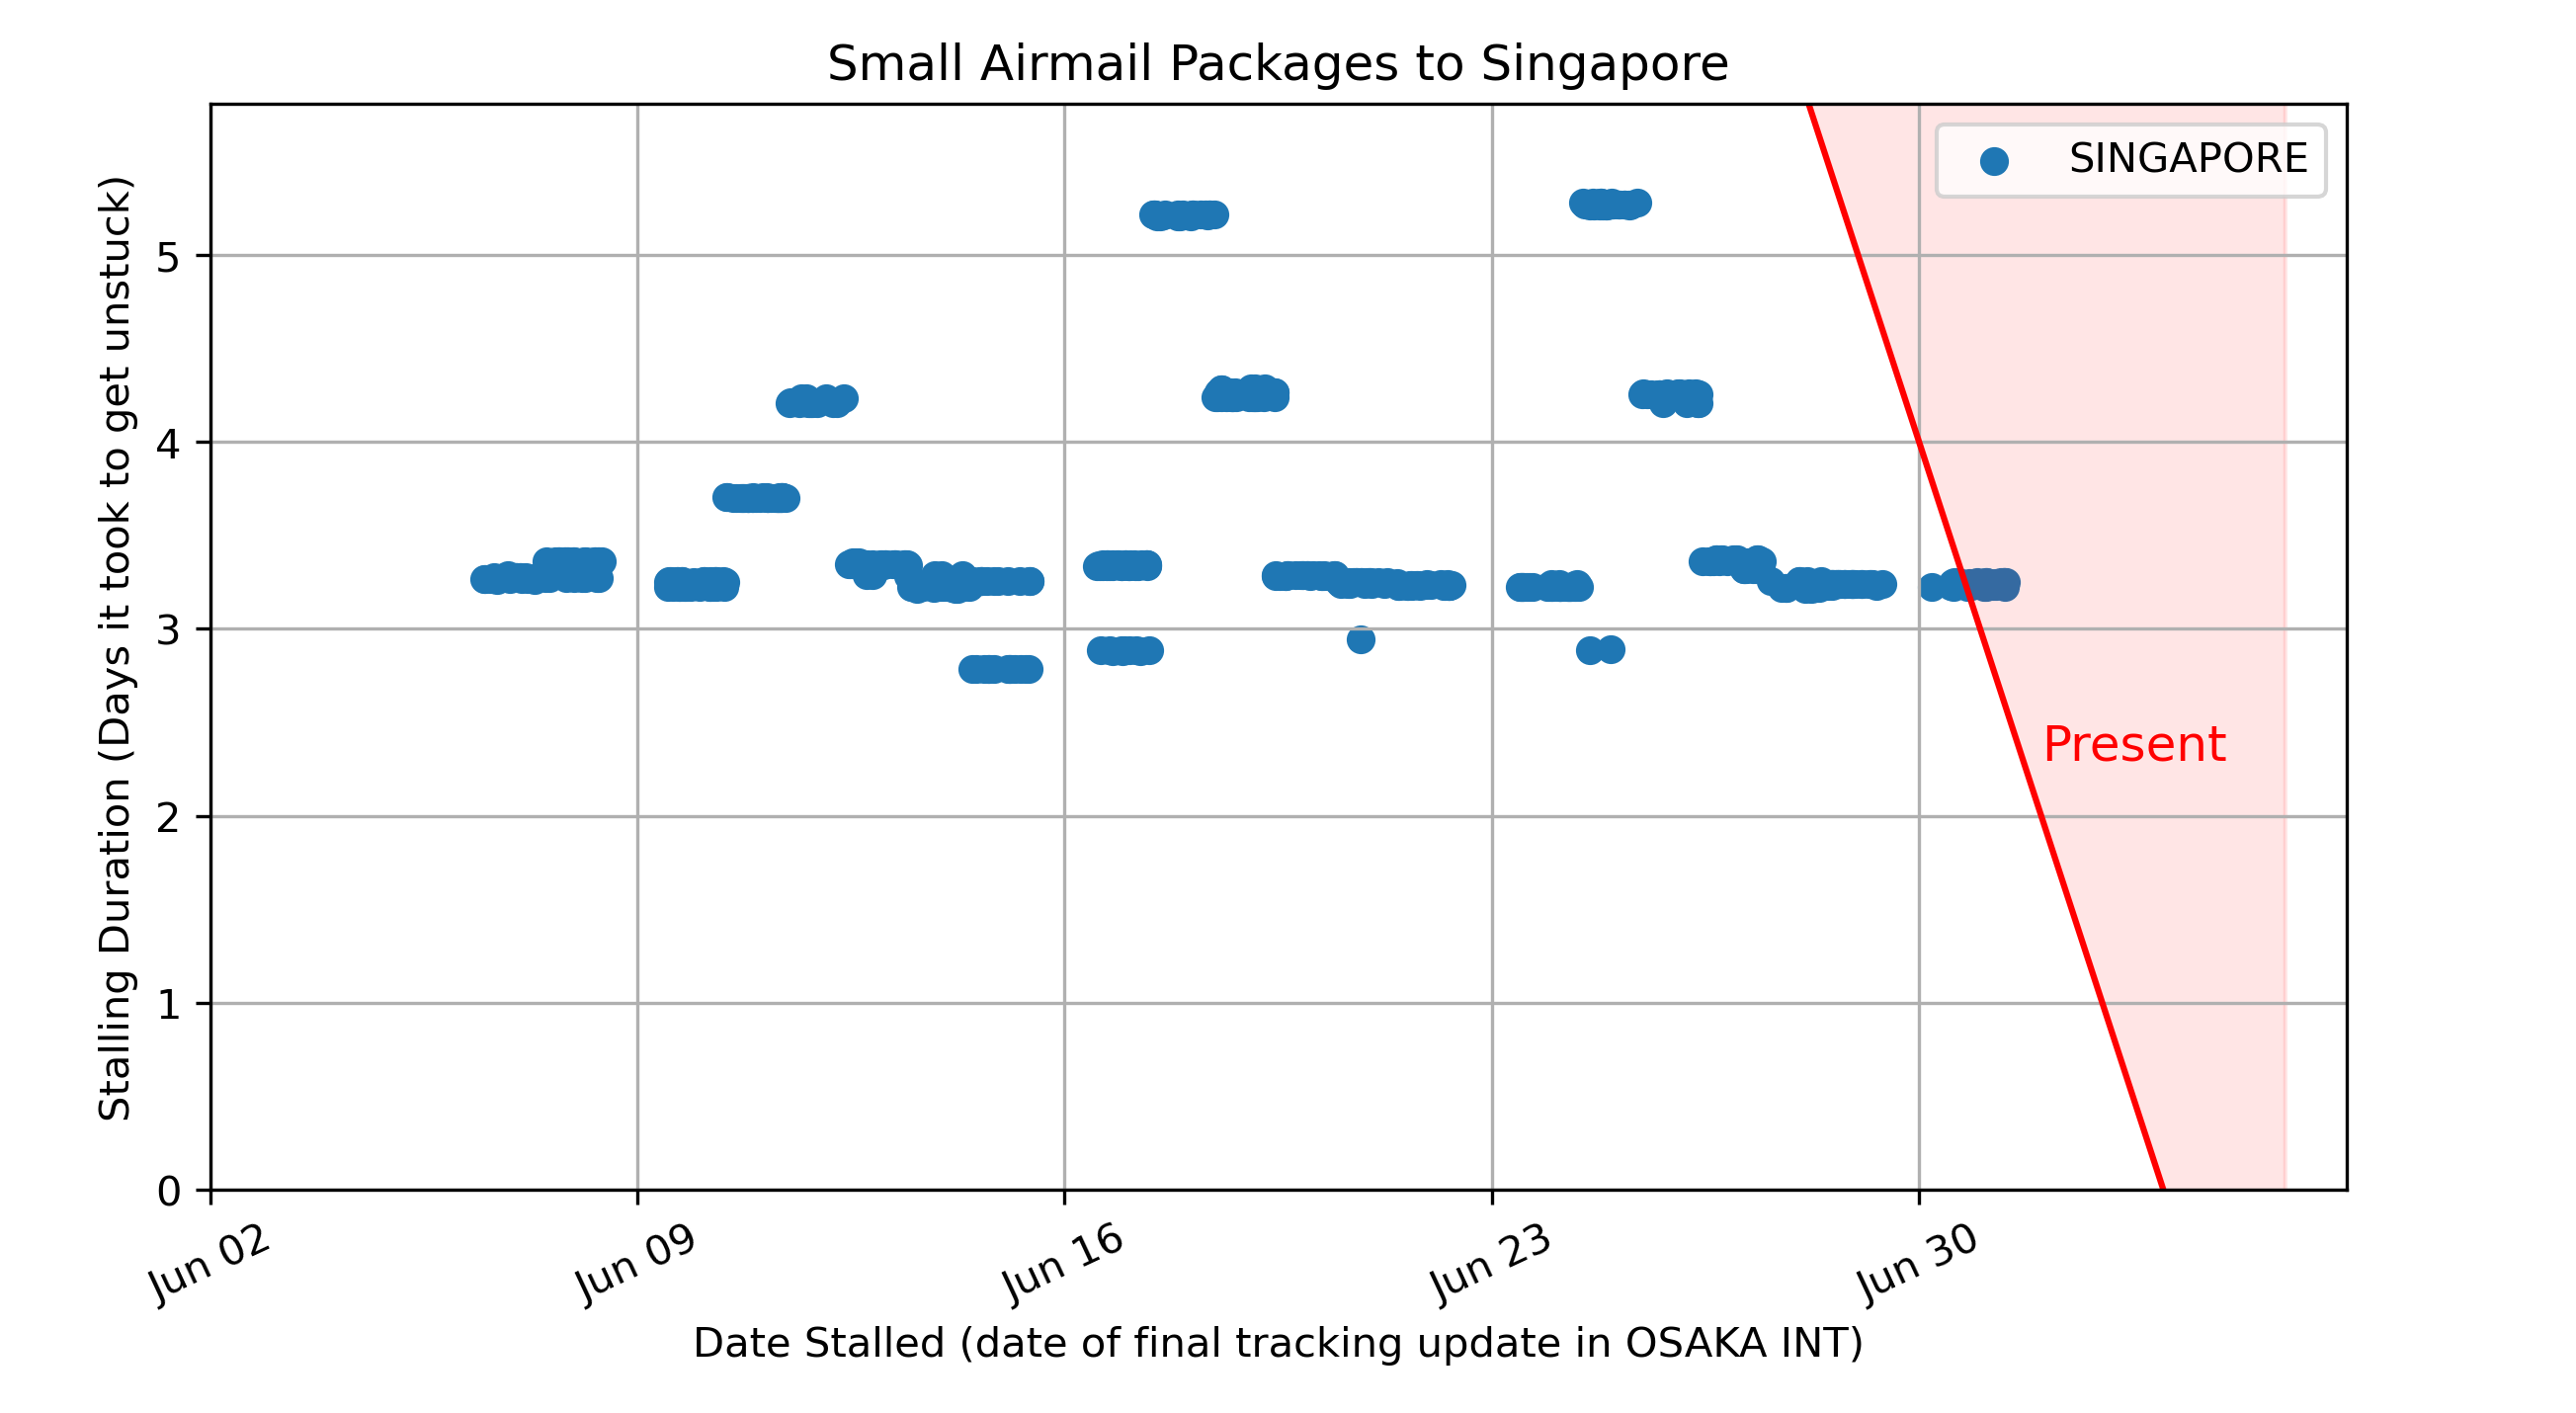 Small Airmail Packages to Singapore
SINGAPORE
Stalling Duration (Days it took to get unstuck)
5
4
3
2
1
0
Present
Jun 02
Jun 09
Jun 16
Jun 23
Jun 30
Date Stalled (date of final tracking update in OSAKA INT)